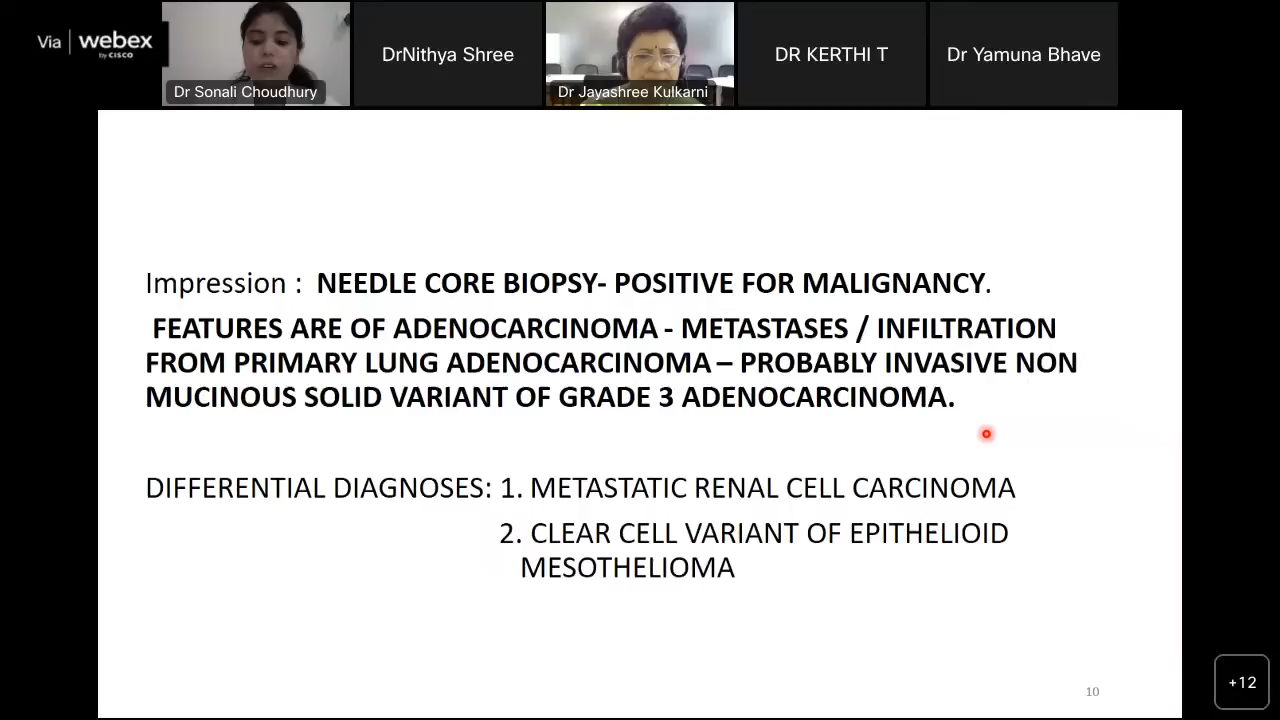 Via webex
by CISCO
Dr Sonali Choudhury
DrNithya Shree
Dr Jayashree Kulkarni
DR KERTHI T
Dr Yamuna Bhave
Impression : NEEDLE CORE BIOPSY- POSITIVE FOR MALIGNANCY.
FEATURES ARE OF ADENOCARCINOMA - METASTASES / INFILTRATION
FROM PRIMARY LUNG ADENOCARCINOMA – PROBABLY INVASIVE NON
MUCINOUS SOLID VARIANT OF GRADE 3 ADENOCARCINOMA.
DIFFERENTIAL DIAGNOSES: 1. METASTATIC RENAL CELL CARCINOMA
2. CLEAR CELL VARIANT OF EPITHELIOID
MESOTHELIOMA
10
+12